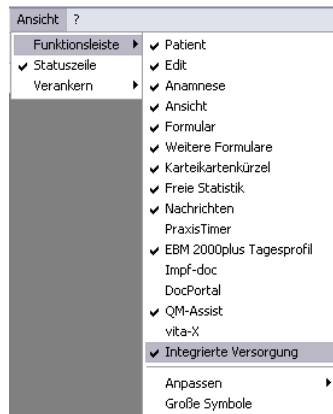 Ansicht ?
Funktionsleiste
Statuszeile
Verankern
Patient
Edit
Anamnese
Ansicht
Formular
Weitere Formulare
Karteikartenkürzel
Freie Statistik
Nachrichten
PraxisTimer
EBM 2000plus Tagesprofil
Impf-doc
DocPortal
QM-Assist
vita-X
Integrierte Versorgung
Anpassen
Große Symbole